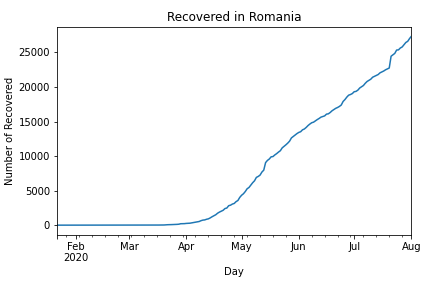 Recovered in Romania
Number of Recovered
25000
20000
15000
10000
5000
0
Feb Mar Apr May Jun Jul Aug
2020
Day